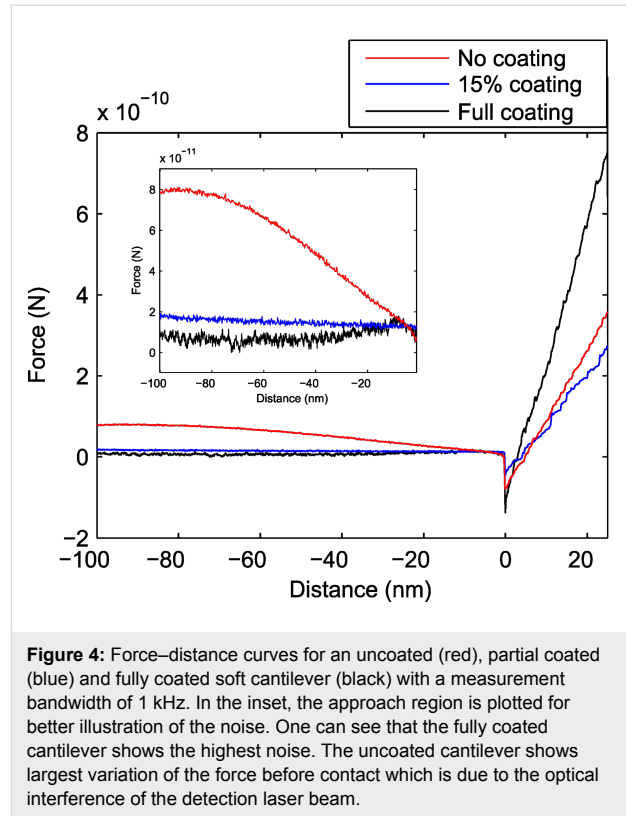 No coating
15% coating
Full coating
x 10⁻¹⁰
8
6
4
2
0
−2
Force (N)
−100 −80 −60 −40 −20 0 20
Distance (nm)
x 10⁻¹¹
8
6
4
2
0
Force (N)
−100 −80 −60 −40 −20
Distance (nm)
Figure 4: Force–distance curves for an uncoated (red), partial coated
(blue) and fully coated soft cantilever (black) with a measurement
bandwidth of 1 kHz. In the inset, the approach region is plotted for
better illustration of the noise. One can see that the fully coated
cantilever shows the highest noise. The uncoated cantilever shows
largest variation of the force before contact which is due to the optical
interference of the detection laser beam.